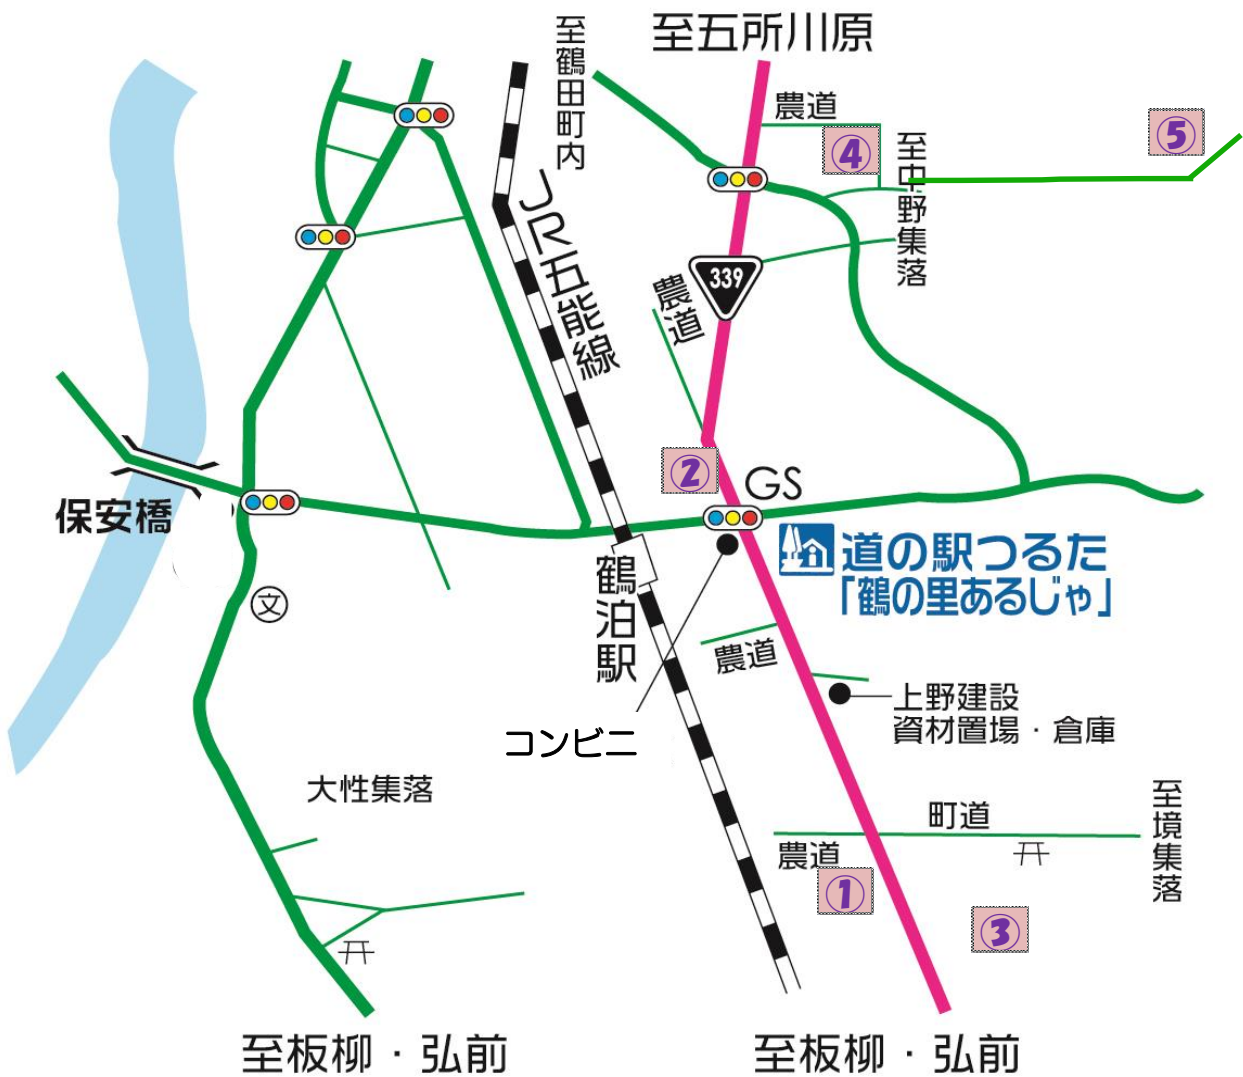 至五所川原
至鶴田町内
農道
④
⑤
至中野集落
JR五能線
339
農道
②
GS
保安橋
道の駅つるた
「鶴の里あるじゃ」
文
鶴泊駅
農道
上野建設
資材置場・倉庫
コンビニ
大性集落
町道
至境集落
農道
①
③
至板柳・弘前
至板柳・弘前